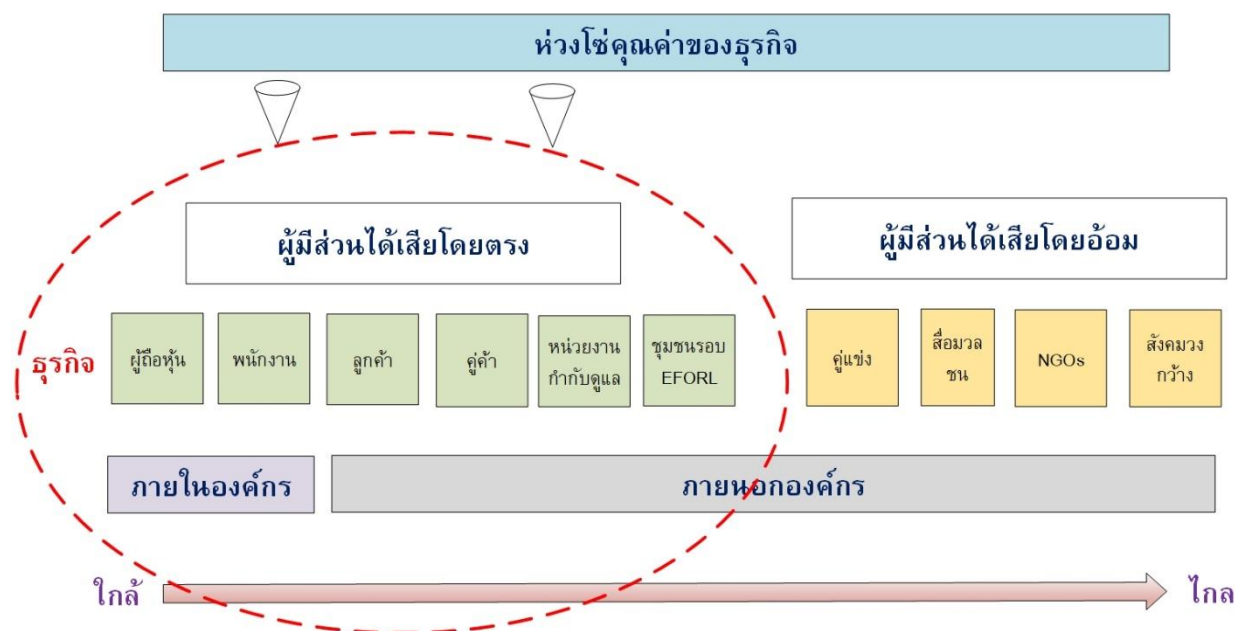 ห่วงโซ่คุณค่าของธุรกิจ
ผู้มีส่วนได้เสียโดยตรง
ผู้มีส่วนได้เสียโดยอ้อม
ธุรกิจ
ผู้ถือหุ้น
พนักงาน
ลูกค้า
คู่ค้า
หน่วยงาน
กำกับดูแล
ชุมชนรอบ
EFORL
คู่แข่ง
สื่อมวล
ชน
NGOs
สังคมวง
กว้าง
ภายในองค์กร
ภายนอกองค์กร
ใกล้
ไกล